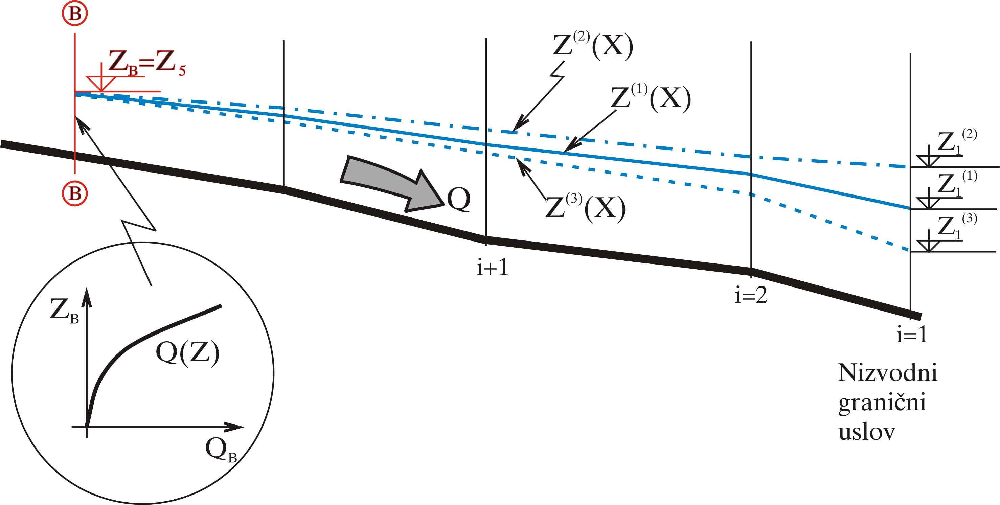 B
Z_B=Z_5
Z^(2)(X)
Z^(1)(X)
Z_1^(2)
Z_1^(1)
Z_1^(3)
B
Q
Z^(3)(X)
i+1
i=2
i=1
Z_B
Q(Z)
Q_B
Nizvodni
granični
uslov